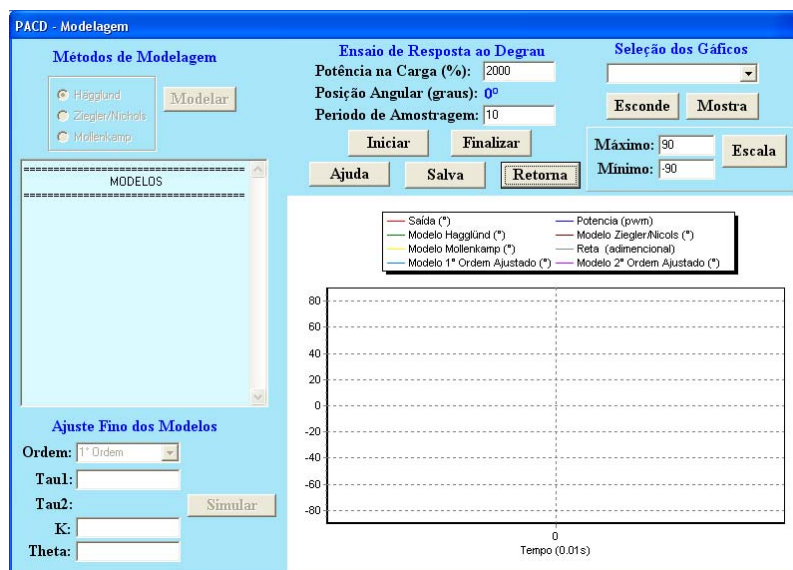 PACD - Modelagem
Métodos de Modelagem
Hägglund
Ziegler/Nichols
Mollenkamp
Modelar
==================================
MODELOS
==================================
Ajuste Fino dos Modelos
Ordem: 1° Ordem
Tau1:
Tau2:
K:
Theta:
Simular
Ensaio de Resposta ao Degrau
Potência na Carga (%): 2000
Posição Angular (graus): 0º
Periodo de Amostragem: 10
Iniciar Finalizar
Ajuda Salva Retorna
Seleção dos Gáficos
Esconde Mostra
Máximo: 90
Mínimo: -90
Escala
Saída (°) Potencia (pwm)
Modelo Hagglünd (°) Modelo Ziegler/Nicols (°)
Modelo Mollenkamp (°) Reta (adimencional)
Modelo 1° Ordem Ajustado (°) Modelo 2° Ordem Ajustado (°)
80
60
40
20
0
-20
-40
-60
-80
0
Tempo (0.01s)